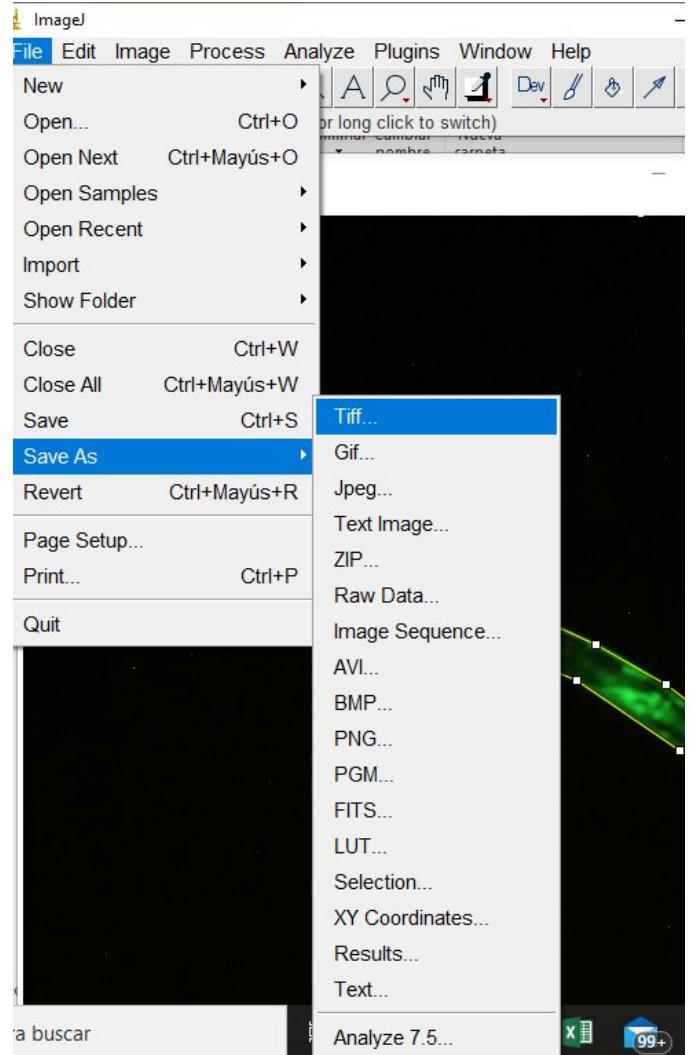 ImageJ
File Edit Image Process Analyze Plugins Window Help
New
Open... Ctrl+O
Open Next Ctrl+Mayús+O
Open Samples
Open Recent
Import
Show Folder
Close Ctrl+W
Close All Ctrl+Mayús+W
Save Ctrl+S
Save As
Revert Ctrl+Mayús+R
Page Setup...
Print... Ctrl+P
Quit
A Dev
or long click to switch)
nombre carpeta
Tiff...
Gif...
Jpeg...
Text Image...
ZIP...
Raw Data...
Image Sequence...
AVI...
BMP...
PNG...
PGM...
FITS...
LUT...
Selection...
XY Coordinates...
Results...
Text...
Analyze 7.5...
ra buscar
99+